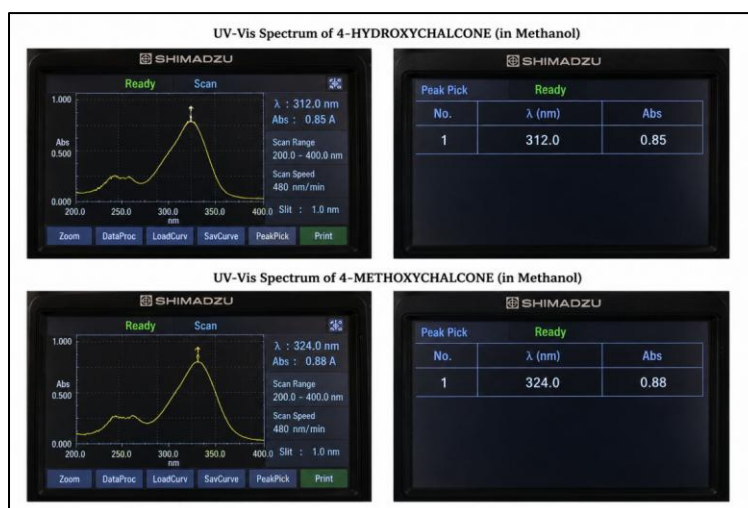 UV-Vis Spectrum of 4-HYDROXYCHALCONE (in Methanol)
SHIMADZU
Ready Scan
λ : 312.0 nm
Abs : 0.85 A
Scan Range
200.0 – 400.0 nm
Scan Speed
480 nm/min
Slit : 1.0 nm
1.000
Abs
0.500
0.000
200.0 250.0 300.0 350.0 400.0
nm
Zoom DataProc LoadCurv SavCurve PeakPick Print
SHIMADZU
Peak Pick Ready
No. λ (nm) Abs
1 312.0 0.85
UV-Vis Spectrum of 4-METHOXYCHALCONE (in Methanol)
SHIMADZU
Ready Scan
λ : 324.0 nm
Abs : 0.88 A
Scan Range
200.0 – 400.0 nm
Scan Speed
480 nm/min
Slit : 1.0 nm
1.000
Abs
0.500
0.000
200.0 250.0 300.0 350.0 400.0
nm
Zoom DataProc LoadCurv SavCurve PeakPick Print
SHIMADZU
Peak Pick Ready
No. λ (nm) Abs
1 324.0 0.88